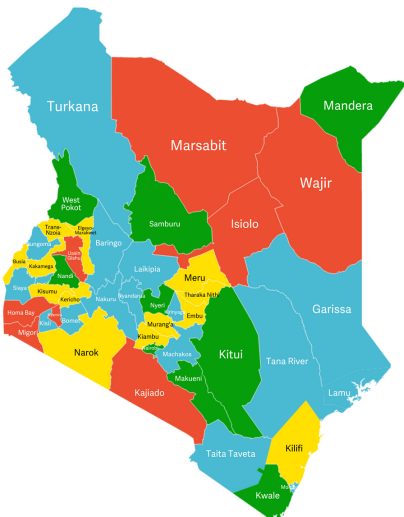 Turkana
Mandera
Marsabit
Wajir
West
Pokot
Samburu
Isiolo
Trans-
Nzoia
Elgeyo-
Marakwet
Bungoma
Baringo
Uasin
Gishu
Busia
Kakamega
Laikipia
Meru
Nandi
Siaya
Kisumu
Tharaka Nithi
Kericho
Nakuru
Nyandarua
Nyeri
Garissa
Homa Bay
Embu
Kisii
Bomet
Murang'a
Migori
Kiambu
Narok
Nairobi
Machakos
Kitui
Tana River
Makueni
Kajiado
Lamu
Kilifi
Taita Taveta
Kwale